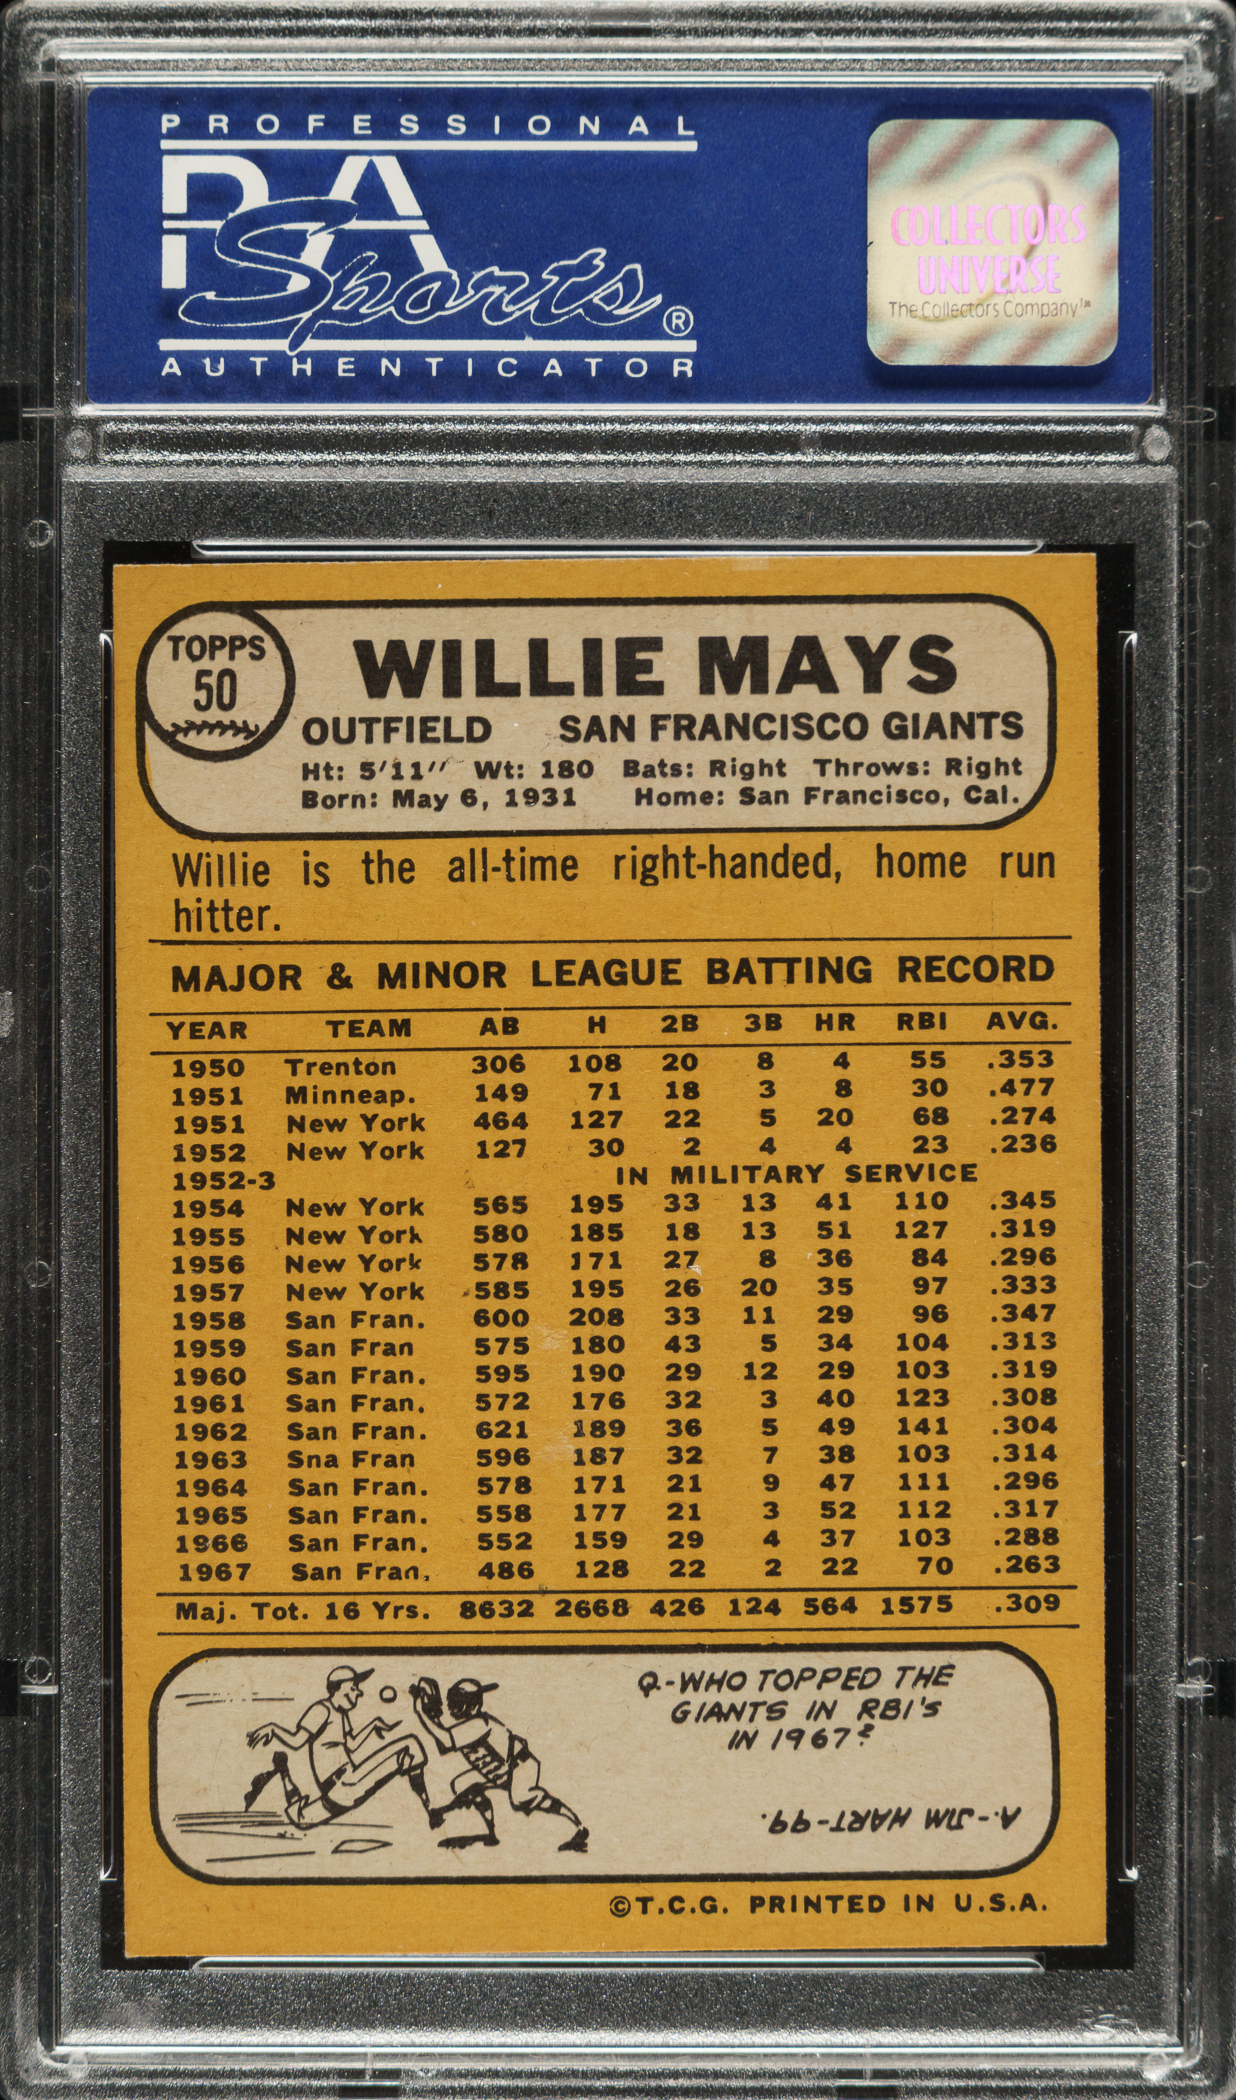 PROFESSIONAL
PSA
Sports®
AUTHENTICATOR
COLLECTORS
UNIVERSE
The Collectors Company™
TOPPS
50
WILLIE MAYS
OUTFIELD SAN FRANCISCO GIANTS
Ht: 5'11" Wt: 180 Bats: Right Throws: Right
Born: May 6, 1931 Home: San Francisco, Cal.
Willie is the all-time right-handed, home run
hitter.
MAJOR & MINOR LEAGUE BATTING RECORD
YEAR TEAM AB H 2B 3B HR RBI AVG.
1950 Trenton 306 108 20 8 4 55 .353
1951 Minneap. 149 71 18 3 8 30 .477
1951 New York 464 127 22 5 20 68 .274
1952 New York 127 30 2 4 4 23 .236
1952-3 IN MILITARY SERVICE
1954 New York 565 195 33 13 41 110 .345
1955 New York 580 185 18 13 51 127 .319
1956 New York 578 171 27 8 36 84 .296
1957 New York 585 195 26 20 35 97 .333
1958 San Fran. 600 208 33 11 29 96 .347
1959 San Fran 575 180 43 5 34 104 .313
1960 San Fran. 595 190 29 12 29 103 .319
1961 San Fran. 572 176 32 3 40 123 .308
1962 San Fran. 621 189 36 5 49 141 .304
1963 Sna Fran 596 187 32 7 38 103 .314
1964 San Fran. 578 171 21 9 47 111 .296
1965 San Fran. 558 177 21 3 52 112 .317
1966 San Fran. 552 159 29 4 37 103 .288
1967 San Fran. 486 128 22 2 22 70 .263
Maj. Tot. 16 Yrs. 8632 2668 426 124 564 1575 .309
Q-WHO TOPPED THE
GIANTS IN RBI'S
IN 1967?
A.-JIM HART-99.
©T.C.G. PRINTED IN U.S.A.